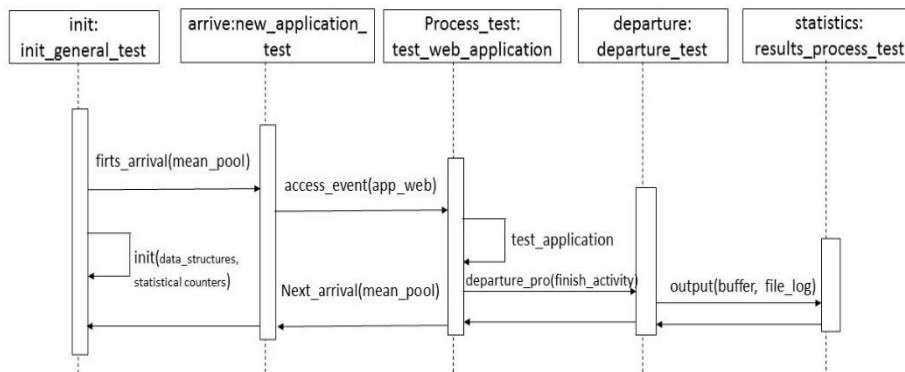 init:
init_general_test
arrive:new_application_
test
Process_test:
test_web_application
departure:
departure_test
statistics:
results_process_test
firts_arrival(mean_pool)
access_event(app_web)
test_application
init(data_structures,
statistical counters)
Next_arrival(mean_pool)
departure_pro(finish_activity)
output(buffer, file_log)